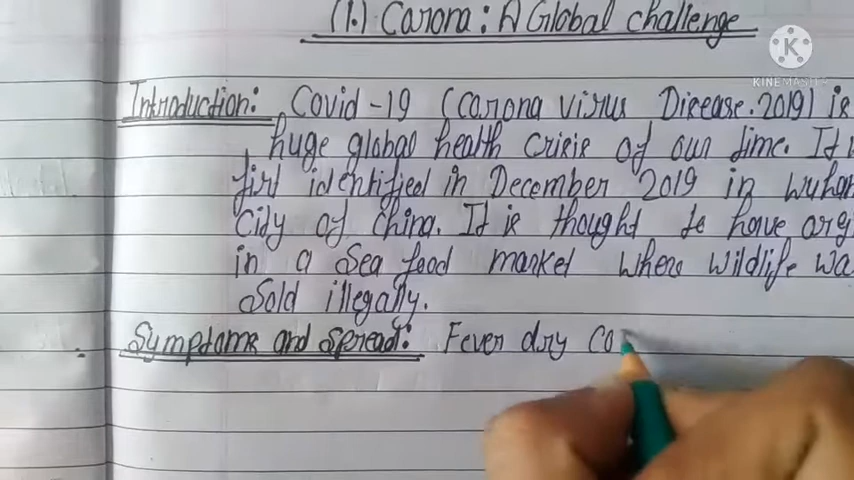 (1.) Carona: A Global challenge
Introduction: Covid-19 (Carona virus Disease.2019) is
huge global health crisis of our time. It
first identified in December 2019 in Wuhan
City of China. It is thought to have
in a Sea food market where wildlife
Sold illegally.
Symptoms and Spread: Fever dry co
K
KINEMASTER